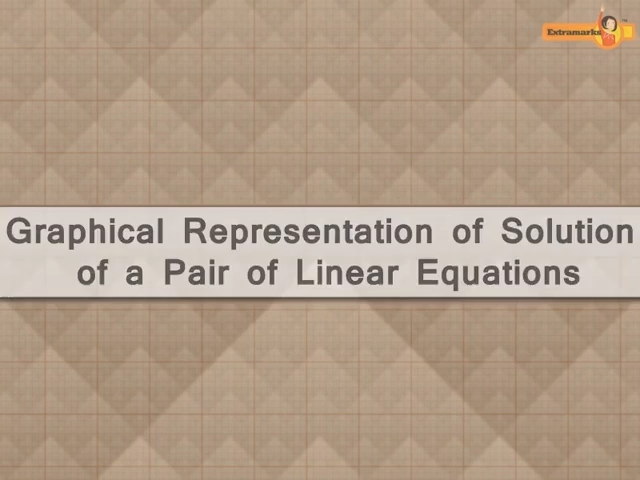 Extramarks
Graphical Representation of Solution
of a Pair of Linear Equations